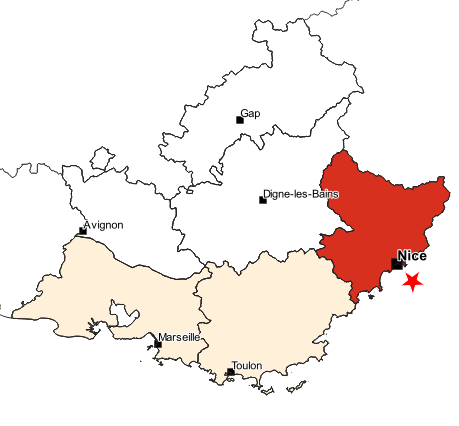 Gap
Digne-les-Bains
Avignon
Nice
Marseille
Toulon